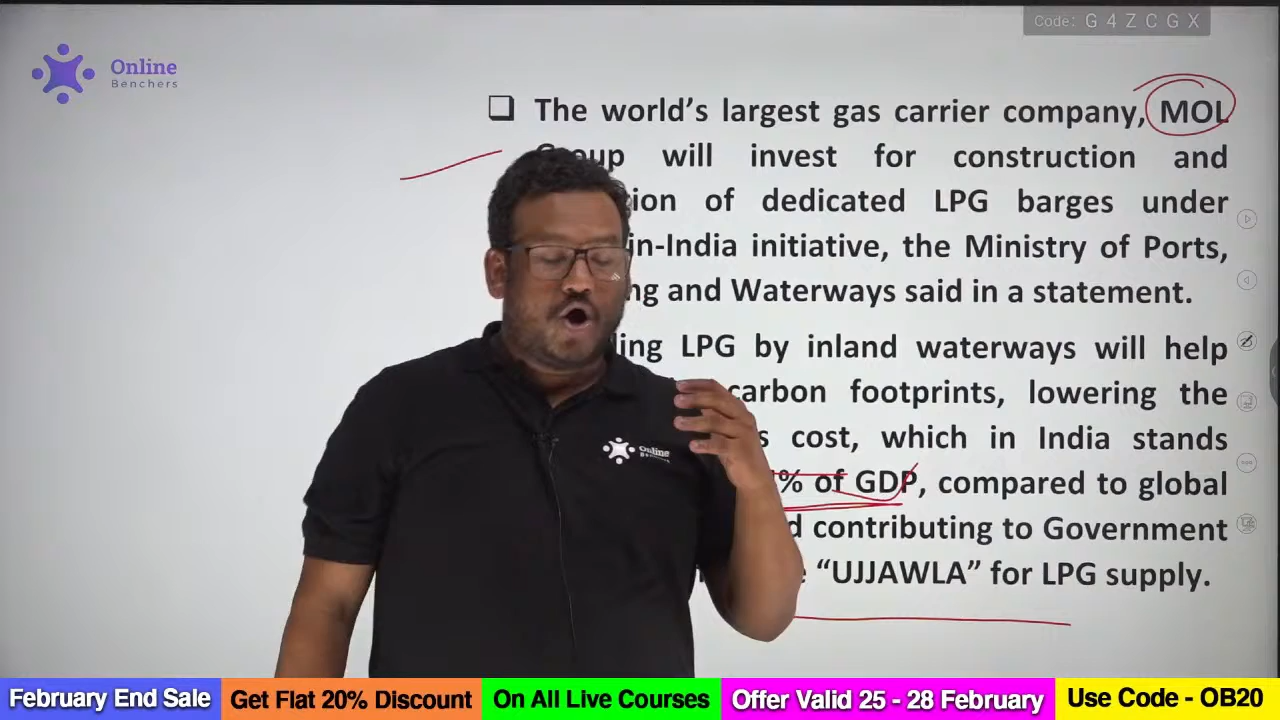 Code: G 4 Z C G X
Online
Benchers
The world's largest gas carrier company, MOL
Group will invest for construction and
of dedicated LPG barges under
in-India initiative, the Ministry of Ports,
and Waterways said in a statement.
LPG by inland waterways will help
carbon footprints, lowering the
cost, which in India stands
% of GDP, compared to global
contributing to Government
"UJJAWLA" for LPG supply.
Online
February End Sale
Get Flat 20% Discount
On All Live Courses
Offer Valid 25 - 28 February
Use Code - OB20